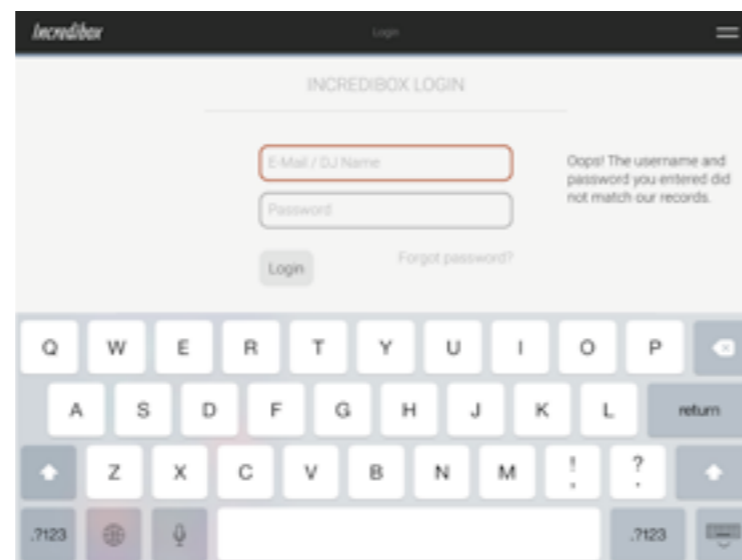 Incredibox
Login
INCREDIBOX LOGIN
E-Mail / DJ Name
Oops! The username and
password you entered did
not match our records.
Password
Login
Forgot password?
Q W E R T Y U I O P
A S D F G H J K L return
Z X C V B N M ! , ? .
.?123 .?123